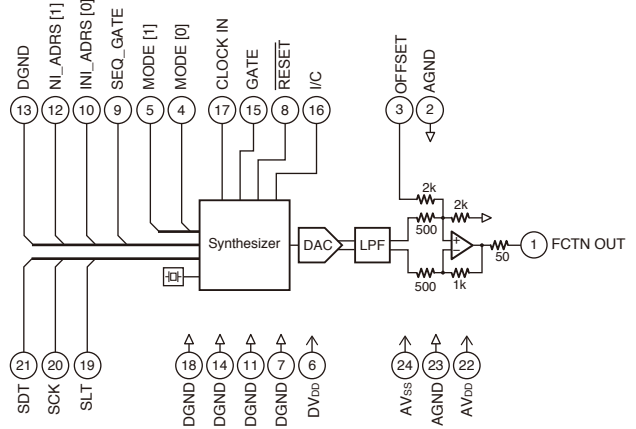 DGND
NI_ADRS [1]
INI_ADRS [0]
SEQ_GATE
MODE [1]
MODE [0]
CLOCK IN
GATE
RESET
I/C
OFFSET
AGND
13
12
10
9
5
4
17
15
8
16
3
2
2k
500
2k
Synthesizer
DAC
LPF
+
−
50
1
FCTN OUT
500
1k
21
20
19
18
14
11
7
6
24
23
22
SDT
SCK
SLT
DGND
DGND
DGND
DGND
DVDD
AVSS
AGND
AVDD